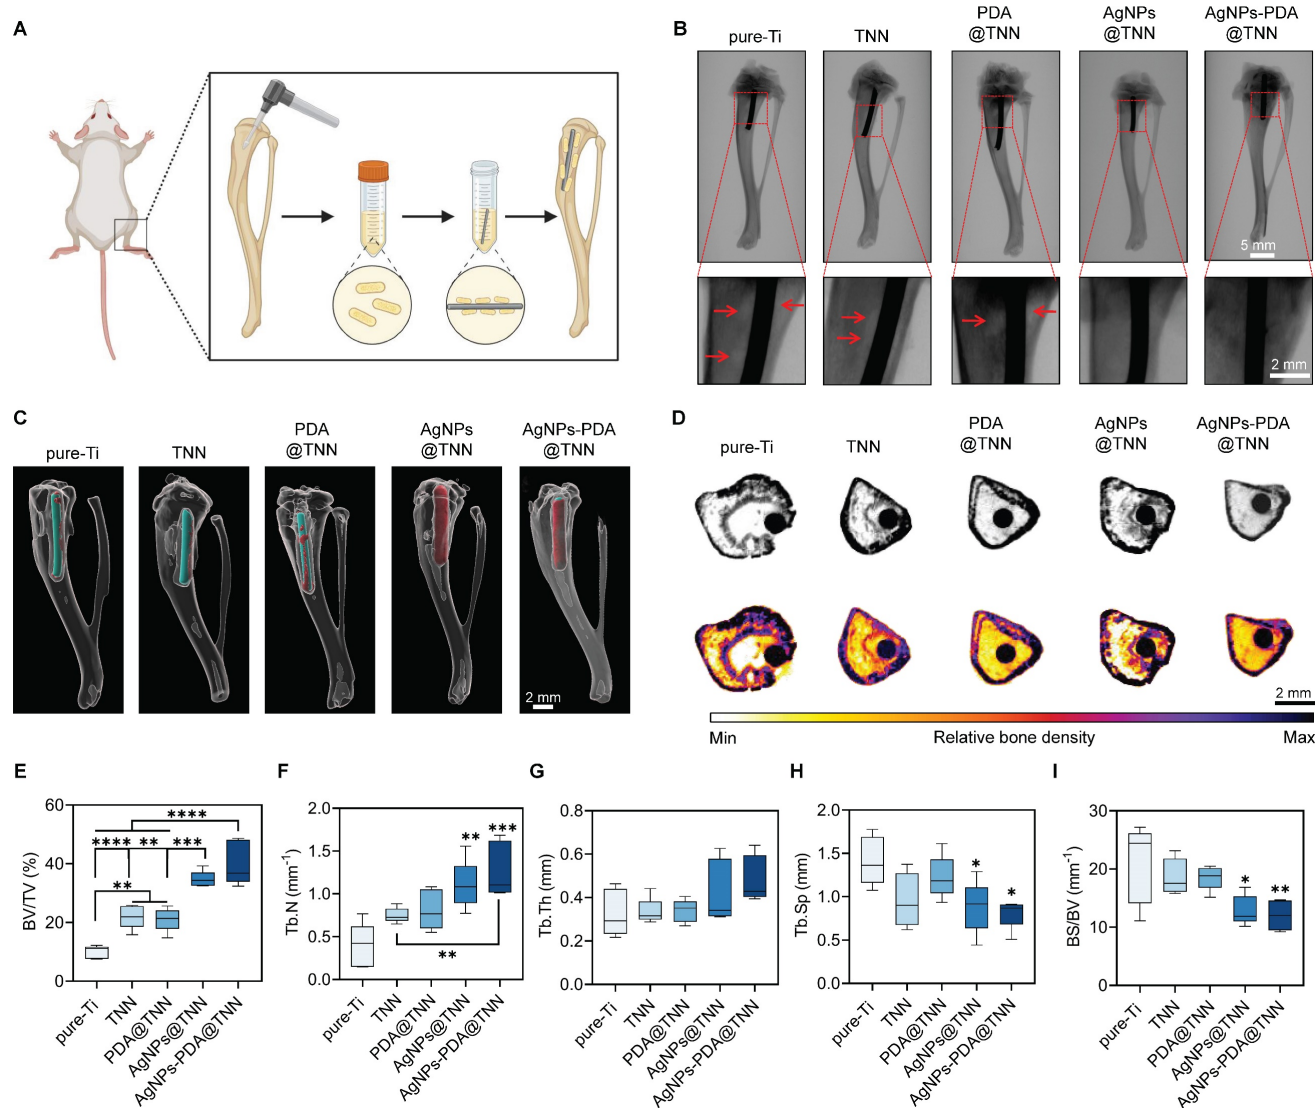 A
B
pure-Ti
TNN
PDA
@TNN
AgNPs
@TNN
AgNPs-PDA
@TNN
5 mm
2 mm
C
pure-Ti
TNN
PDA
@TNN
AgNPs
@TNN
AgNPs-PDA
@TNN
2 mm
D
pure-Ti
TNN
PDA
@TNN
AgNPs
@TNN
AgNPs-PDA
@TNN
2 mm
Min
Relative bone density
Max
E
BV/TV (%)
60
40
20
0
****
**** ** ***
**
pure-Ti
TNN
PDA@TNN
AgNPs@TNN
AgNPs-PDA@TNN
F
Tb.N (mm-1)
2.0
1.5
1.0
0.5
0.0
**
***
**
pure-Ti
TNN
PDA@TNN
AgNPs@TNN
AgNPs-PDA@TNN
G
Tb.Th (mm)
0.8
0.6
0.4
0.2
0.0
pure-Ti
TNN
PDA@TNN
AgNPs@TNN
AgNPs-PDA@TNN
H
Tb.Sp (mm)
2.0
1.5
1.0
0.5
0.0
*
*
pure-Ti
TNN
PDA@TNN
AgNPs@TNN
AgNPs-PDA@TNN
I
BS/BV (mm-1)
30
20
10
0
*
**
pure-Ti
TNN
PDA@TNN
AgNPs@TNN
AgNPs-PDA@TNN